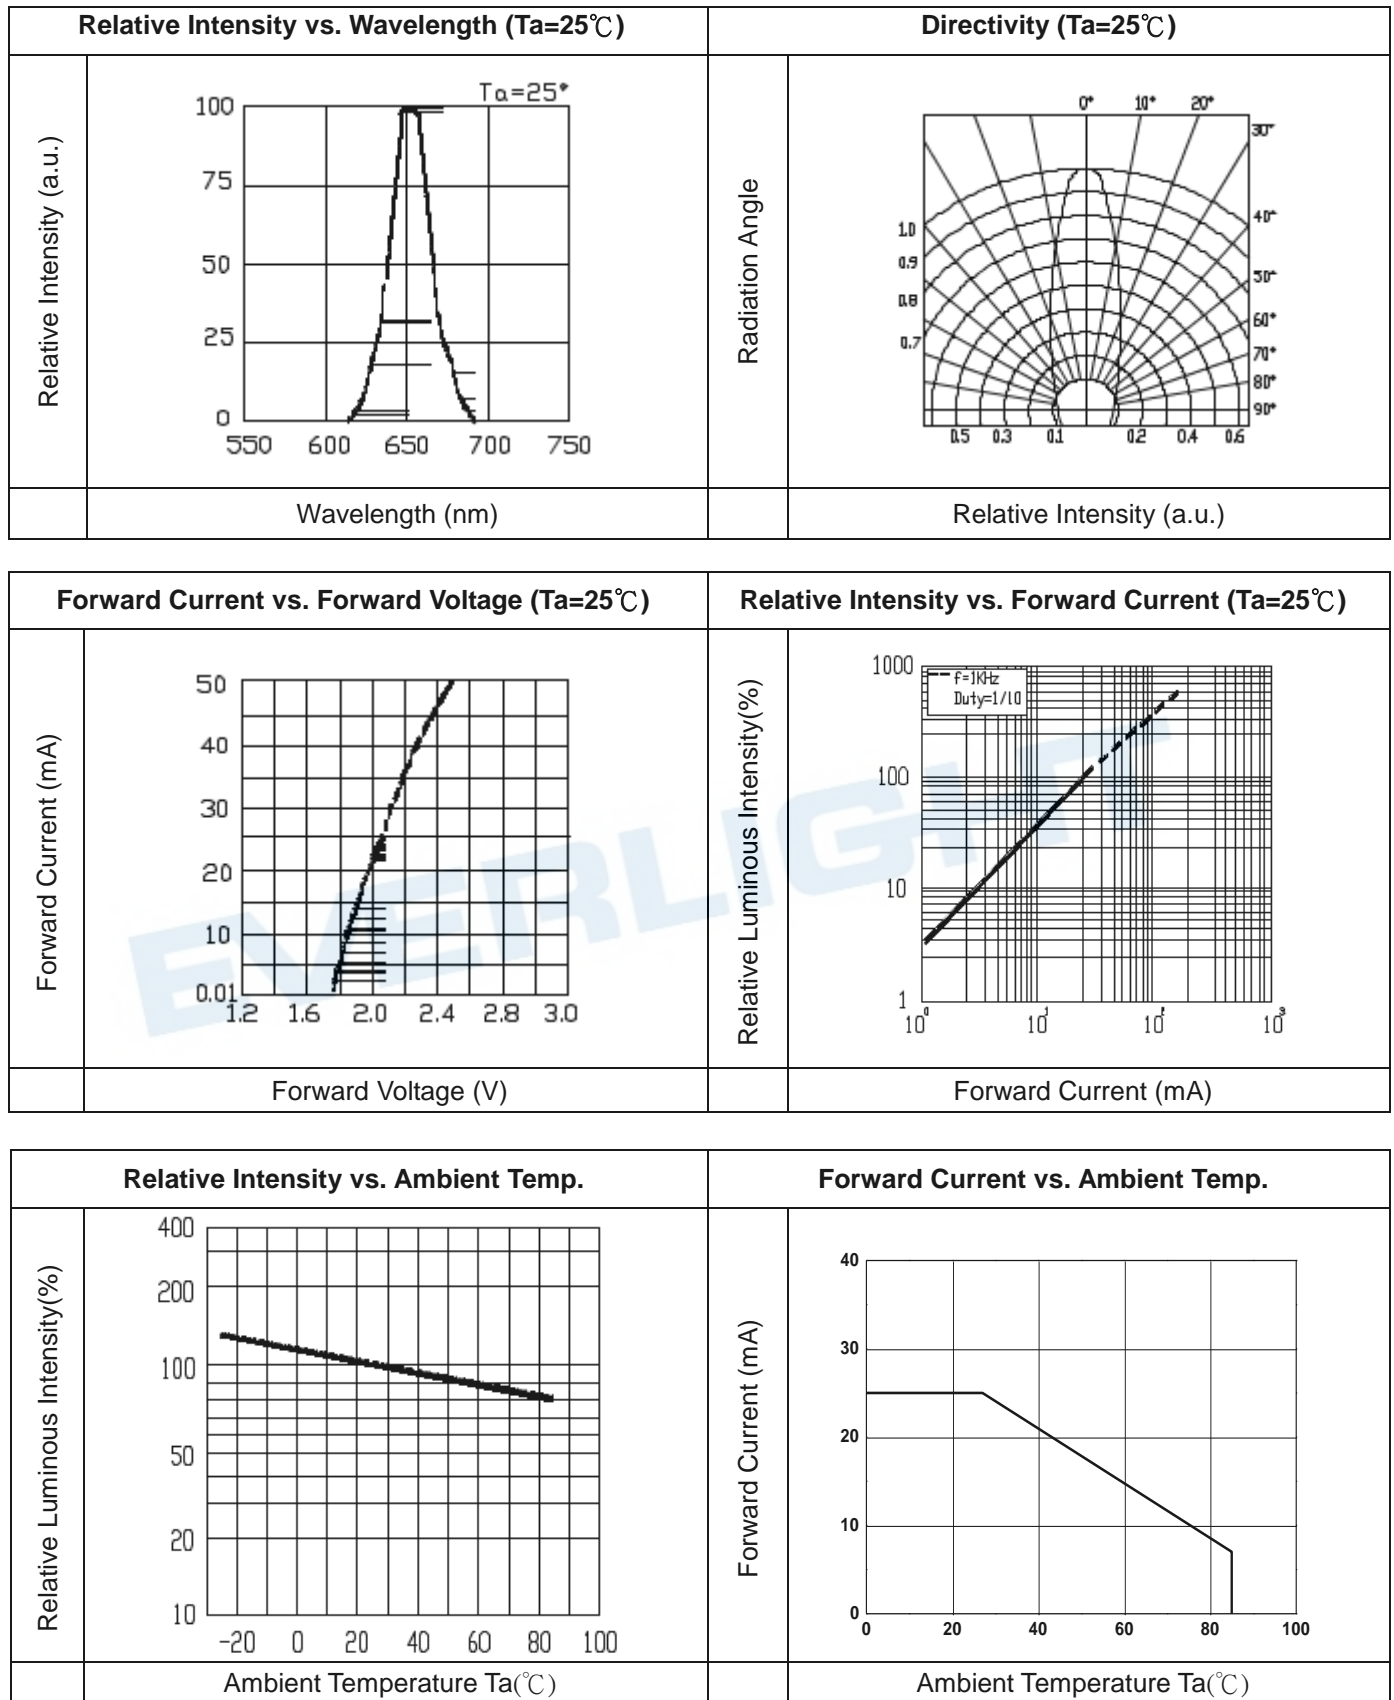 Relative Intensity vs. Wavelength (Ta=25℃)
Directivity (Ta=25℃)
Relative Intensity (a.u.)
Ta=25°
100
75
50
25
0
550 600 650 700 750
Wavelength (nm)
Radiation Angle
0° 10° 20°
30°
40°
50°
60°
70°
80°
90°
1.0
0.9
0.8
0.7
0.5 0.3 0.1 0.2 0.4 0.6
Relative Intensity (a.u.)
Forward Current vs. Forward Voltage (Ta=25℃)
Relative Intensity vs. Forward Current (Ta=25℃)
Forward Current (mA)
50
40
30
20
10
0.01
1.2 1.6 2.0 2.4 2.8 3.0
Forward Voltage (V)
Relative Luminous Intensity(%)
1000
100
10
1
f=1KHz
Duty=1/10
10⁰ 10¹ 10² 10³
Forward Current (mA)
EVERLIGHT
Relative Intensity vs. Ambient Temp.
Forward Current vs. Ambient Temp.
Relative Luminous Intensity(%)
400
200
100
50
20
10
-20 0 20 40 60 80 100
Ambient Temperature Ta(℃)
Forward Current (mA)
40
30
20
10
0
0 20 40 60 80 100
Ambient Temperature Ta(℃)